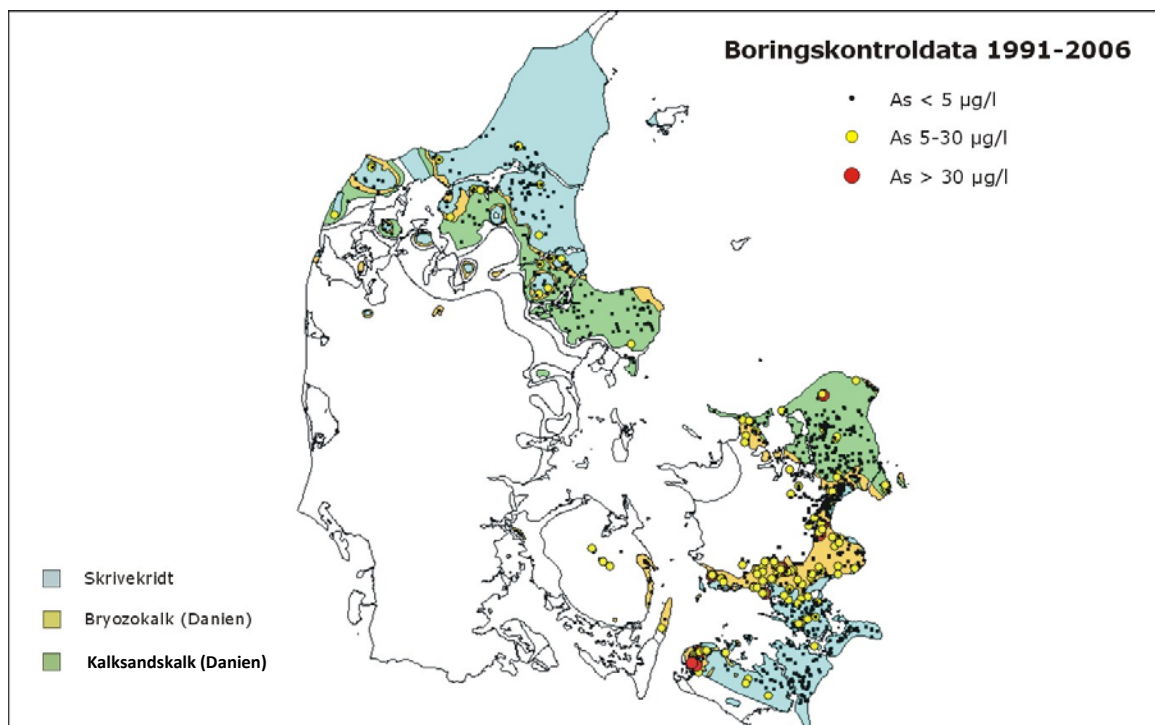 Boringskontroldata 1991-2006
As < 5 µg/l
As 5-30 µg/l
As > 30 µg/l
Skrivekridt
Bryozokalk (Danien)
Kalksandskalk (Danien)